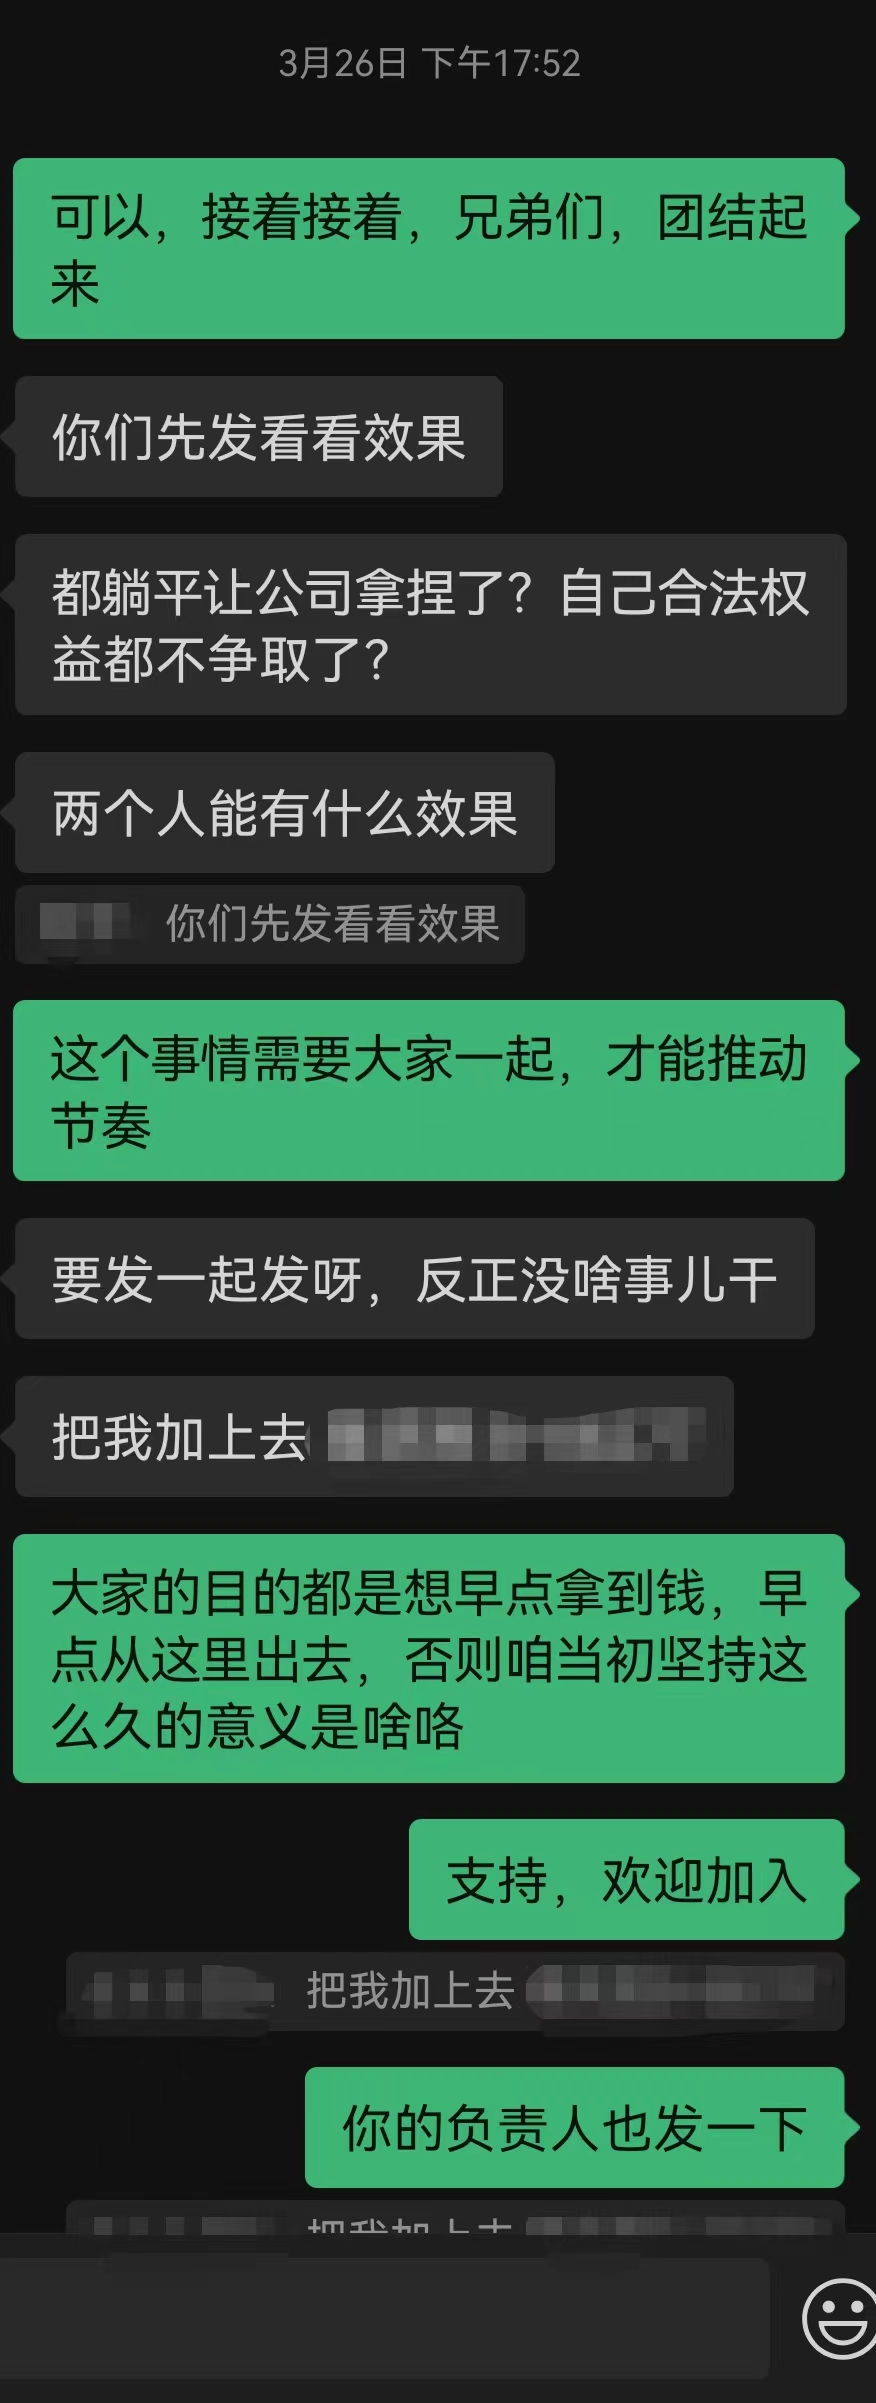 3月26日 下午17:52
可以，接着接着，兄弟们，团结起
来
你们先发看看效果
都躺平让公司拿捏了？自己合法权
益都不争取了？
两个人能有什么效果
你们先发看看效果
这个事情需要大家一起，才能推动
节奏
要发一起发呀，反正没啥事儿干
把我加上去
大家的目的都是想早点拿到钱，早
点从这里出去，否则咱当初坚持这
么久的意义是啥咯
支持，欢迎加入
把我加上去
你的负责人也发一下
把我加上去